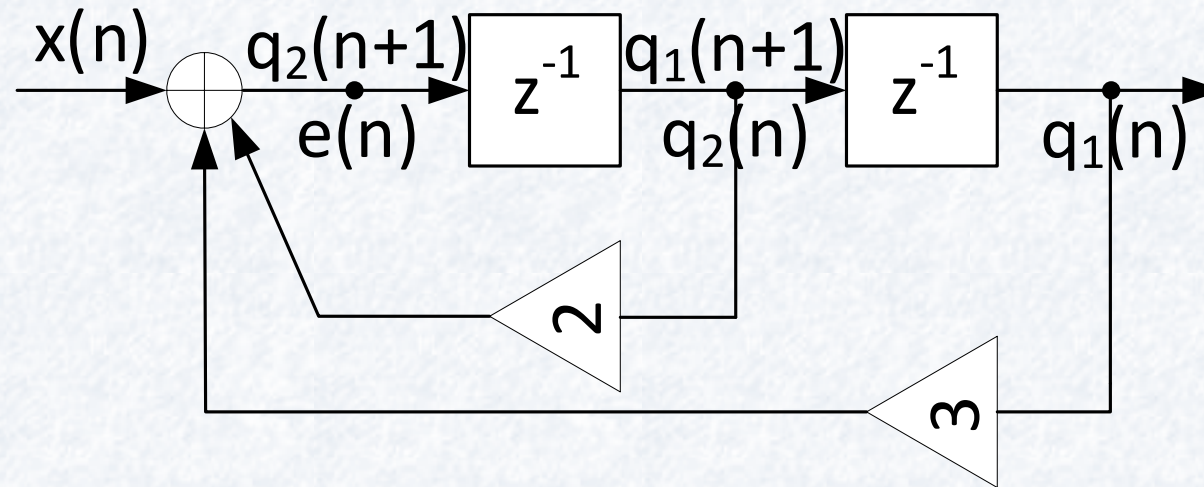 x(n)
q₂(n+1)
z⁻¹
q₁(n+1)
z⁻¹
e(n)
q₂(n)
q₁(n)
2
3